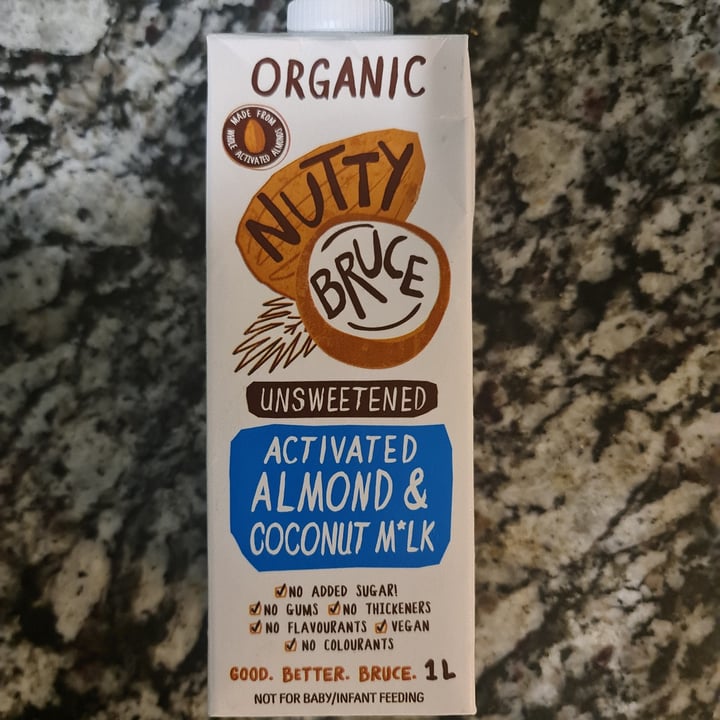 ORGANIC
MADE FROM
WHOLE ACTIVATED ALMONDS
NUTTY
BRUCE
UNSWEETENED
ACTIVATED
ALMOND &
COCONUT M*LK
NO ADDED SUGAR!
NO GUMS NO THICKENERS
NO FLAVOURANTS VEGAN
NO COLOURANTS
GOOD. BETTER. BRUCE. 1L
NOT FOR BABY/INFANT FEEDING